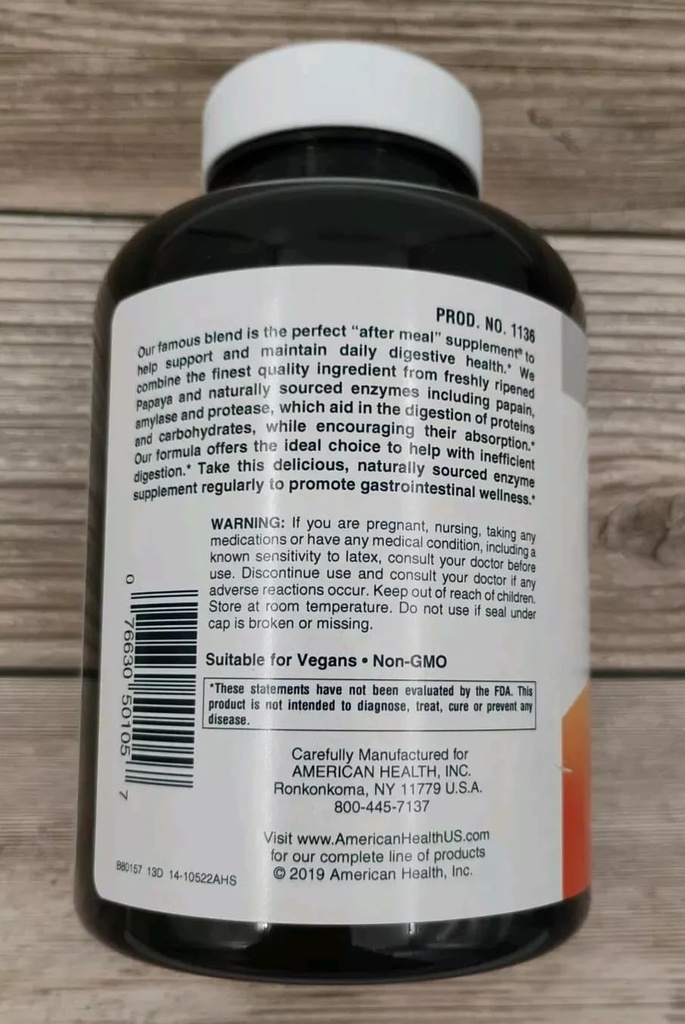 PROD. NO. 1136
Our famous blend is the perfect "after meal" supplement* to
help support and maintain daily digestive health.* We
combine the finest quality ingredient from freshly ripened
Papaya and naturally sourced enzymes including papain,
amylase and protease, which aid in the digestion of proteins
and carbohydrates, while encouraging their absorption.*
Our formula offers the ideal choice to help with inefficient
digestion.* Take this delicious, naturally sourced enzyme
supplement regularly to promote gastrointestinal wellness.*
WARNING: If you are pregnant, nursing, taking any
medications or have any medical condition, including a
known sensitivity to latex, consult your doctor before
use. Discontinue use and consult your doctor if any
adverse reactions occur. Keep out of reach of children.
Store at room temperature. Do not use if seal under
cap is broken or missing.
Suitable for Vegans • Non-GMO
*These statements have not been evaluated by the FDA. This
product is not intended to diagnose, treat, cure or prevent any
disease.
0 76630 50105 7
Carefully Manufactured for
AMERICAN HEALTH, INC.
Ronkonkoma, NY 11779 U.S.A.
800-445-7137
Visit www.AmericanHealthUS.com
for our complete line of products
© 2019 American Health, Inc.
B80157 13D 14-10522AHS